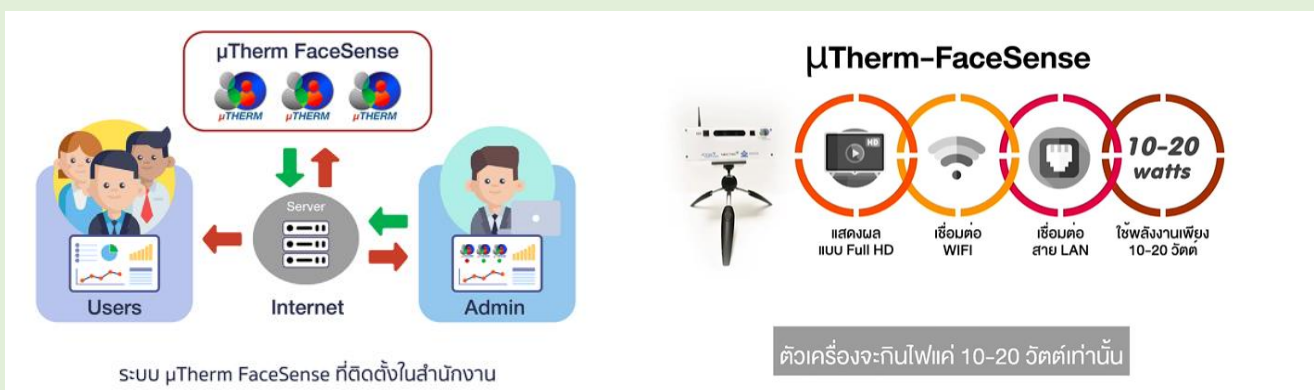 µTherm FaceSense
µTHERM
µTHERM
µTHERM
Server
Users
Internet
Admin
ระบบ µTherm FaceSense ที่ติดตั้งในสำนักงาน
µTherm-FaceSense
HD
10-20
watts
แสดงผล
แบบ Full HD
เชื่อมต่อ
WIFI
เชื่อมต่อ
สาย LAN
ใช้พลังงานเพียง
10-20 วัตต์
ตัวเครื่องจะกินไฟแค่ 10-20 วัตต์เท่านั้น